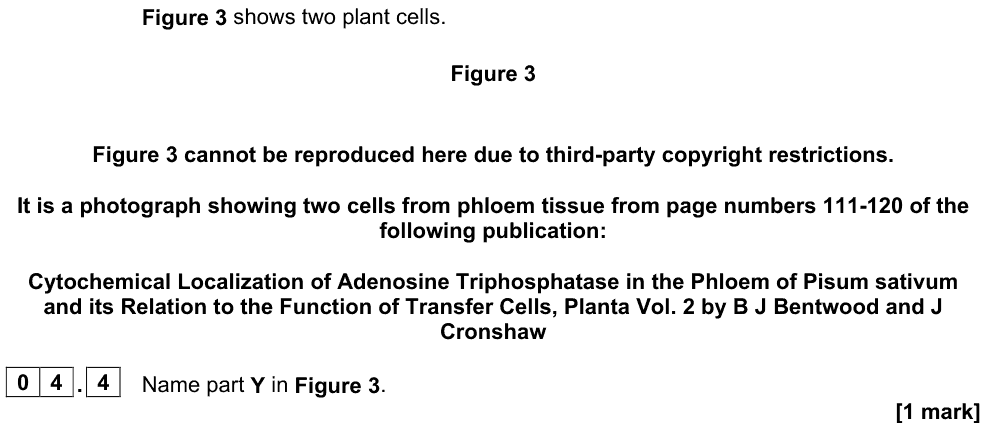 Figure 3 shows two plant cells.
Figure 3
Figure 3 cannot be reproduced here due to third-party copyright restrictions.
It is a photograph showing two cells from phloem tissue from page numbers 111-120 of the
following publication:
Cytochemical Localization of Adenosine Triphosphatase in the Phloem of Pisum sativum
and its Relation to the Function of Transfer Cells, Planta Vol. 2 by B J Bentwood and J
Cronshaw
0 4 . 4 Name part Y in Figure 3.
[1 mark]